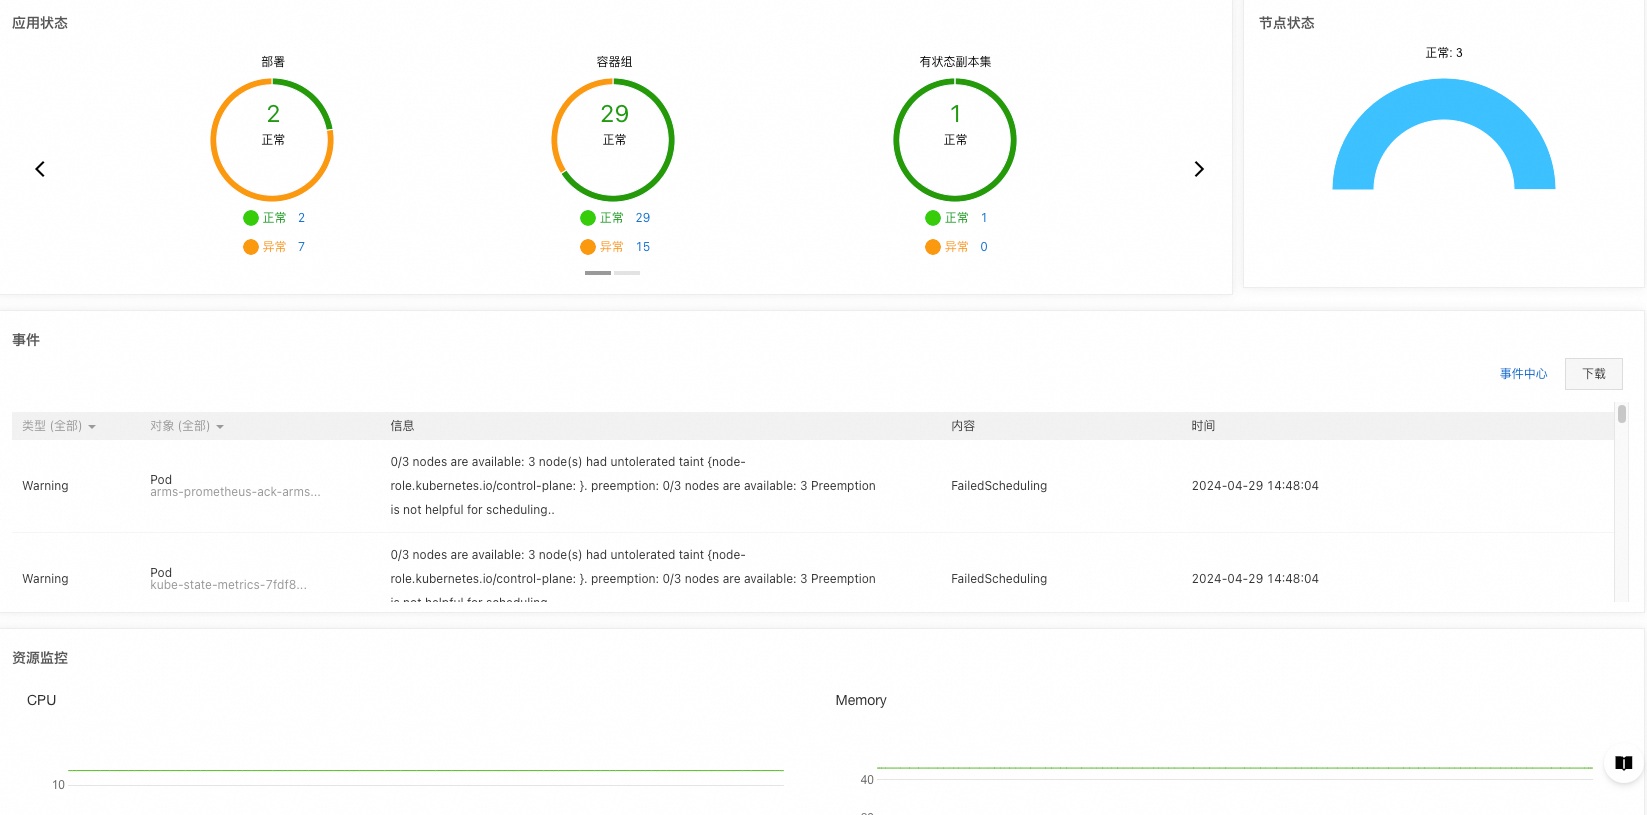 应用状态
节点状态
部署
容器组
有状态副本集
正常: 3
2
正常
29
正常
1
正常
正常 2
正常 29
正常 1
异常 7
异常 15
异常 0
事件
事件中心
下载
类型 (全部)
对象 (全部)
信息
内容
时间
Warning
Pod
arms-prometheus-ack-arms...
0/3 nodes are available: 3 node(s) had untolerated taint {node-
role.kubernetes.io/control-plane: }. preemption: 0/3 nodes are available: 3 Preemption
is not helpful for scheduling..
FailedScheduling
2024-04-29 14:48:04
Warning
Pod
kube-state-metrics-7fdf8...
0/3 nodes are available: 3 node(s) had untolerated taint {node-
role.kubernetes.io/control-plane: }. preemption: 0/3 nodes are available: 3 Preemption
is not helpful for scheduling
FailedScheduling
2024-04-29 14:48:04
资源监控
CPU
Memory
10
40